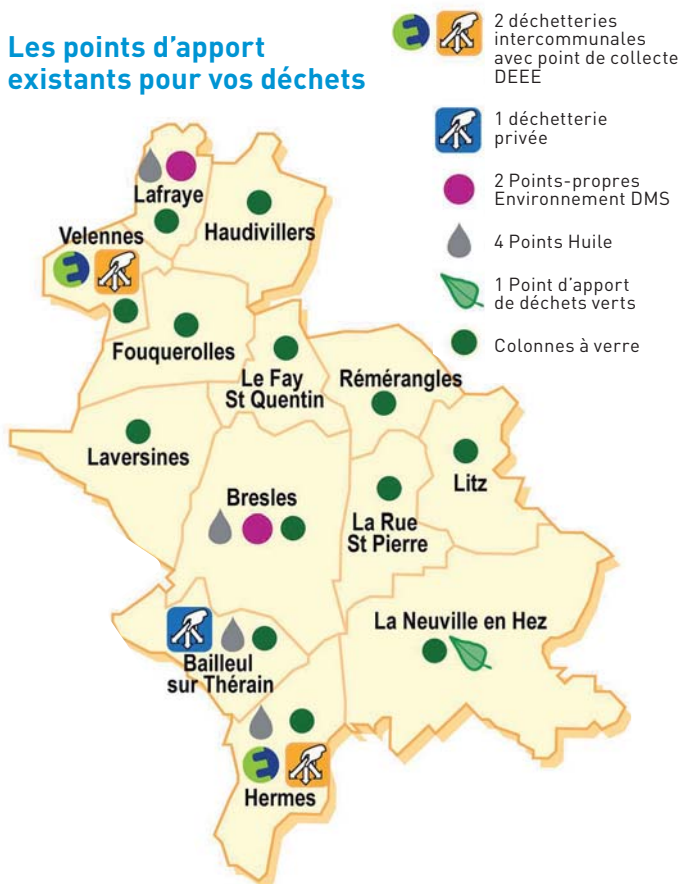 Les points d’apport
existants pour vos déchets
2 déchetteries
intercommunales
avec point de collecte
DEEE
1 déchetterie
privée
2 Points-propres
Environnement DMS
4 Points Huile
1 Point d’apport
de déchets verts
Colonnes à verre
Lafraye
Haudivillers
Velennes
Fouquerolles
Le Fay
St Quentin
Rémérangles
Laversines
Litz
Bresles
La Rue
St Pierre
La Neuville en Hez
Bailleul
sur Thérain
Hermes